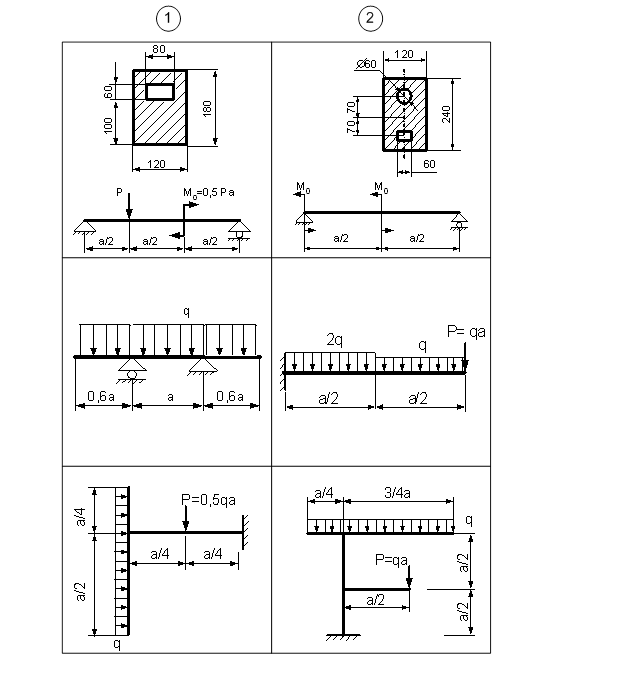 1
2
80
60
100
180
120
P
M₀=0,5 Pa
a/2
a/2
a/2
120
Ø60
70
70
240
60
M₀
M₀
a/2
a/2
q
0,6a
a
0,6a
2q
q
P= qa
a/2
a/2
a/4
a/2
P=0,5qa
a/4
a/4
q
a/4
3/4a
q
P=qa
a/2
a/2
a/2